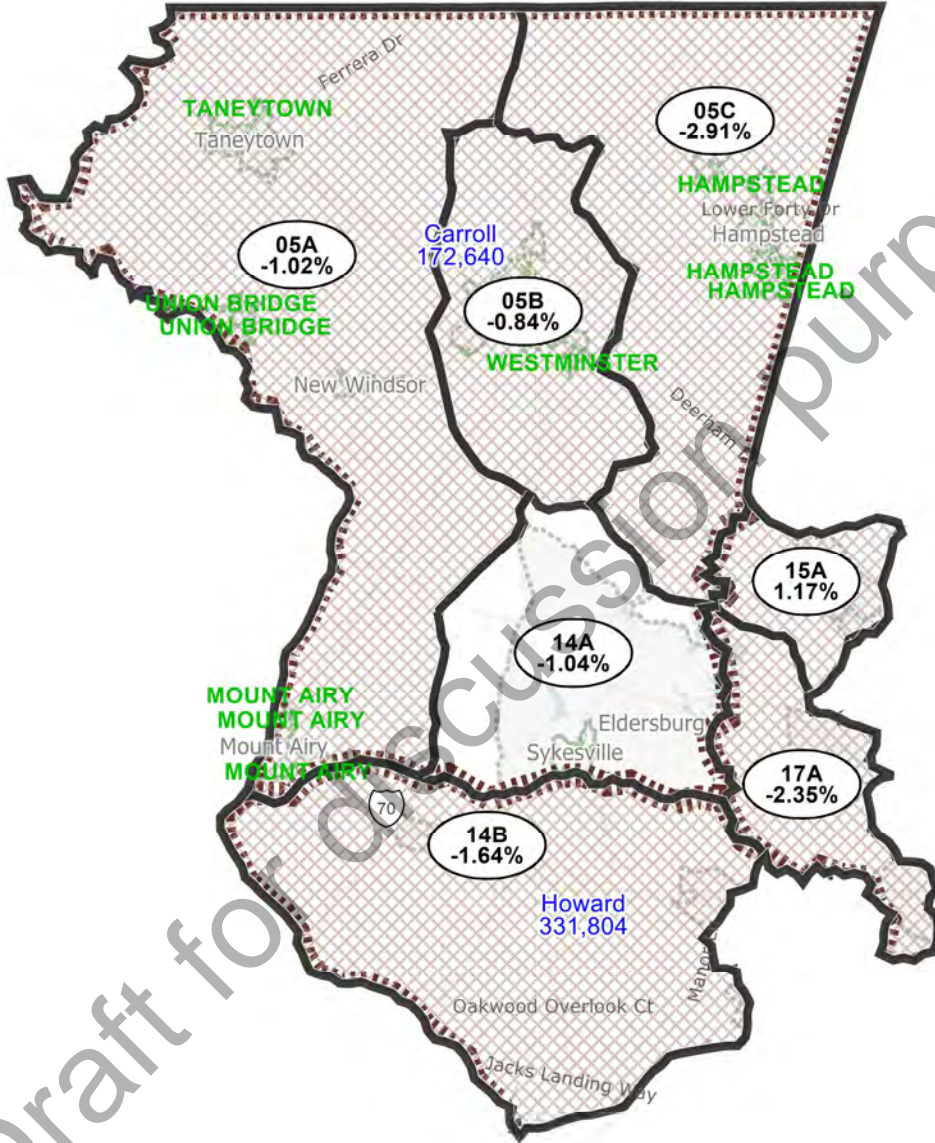 Ferrera Dr
TANEYTOWN
Taneytown
05C
-2.91%
HAMPSTEAD
Lower Forty Dr
Hampstead
HAMPSTEAD
HAMPSTEAD
Carroll
172,640
05A
-1.02%
05B
-0.84%
UNION BRIDGE
UNION BRIDGE
WESTMINSTER
New Windsor
Deerham
15A
1.17%
14A
-1.04%
MOUNT AIRY
MOUNT AIRY
Mount Airy
MOUNT AIRY
Eldersburg
Sykesville
17A
-2.35%
70
14B
-1.64%
Howard
331,804
Manor
Oakwood Overlook Ct
Jacks Landing Way
Draft for discussion purp